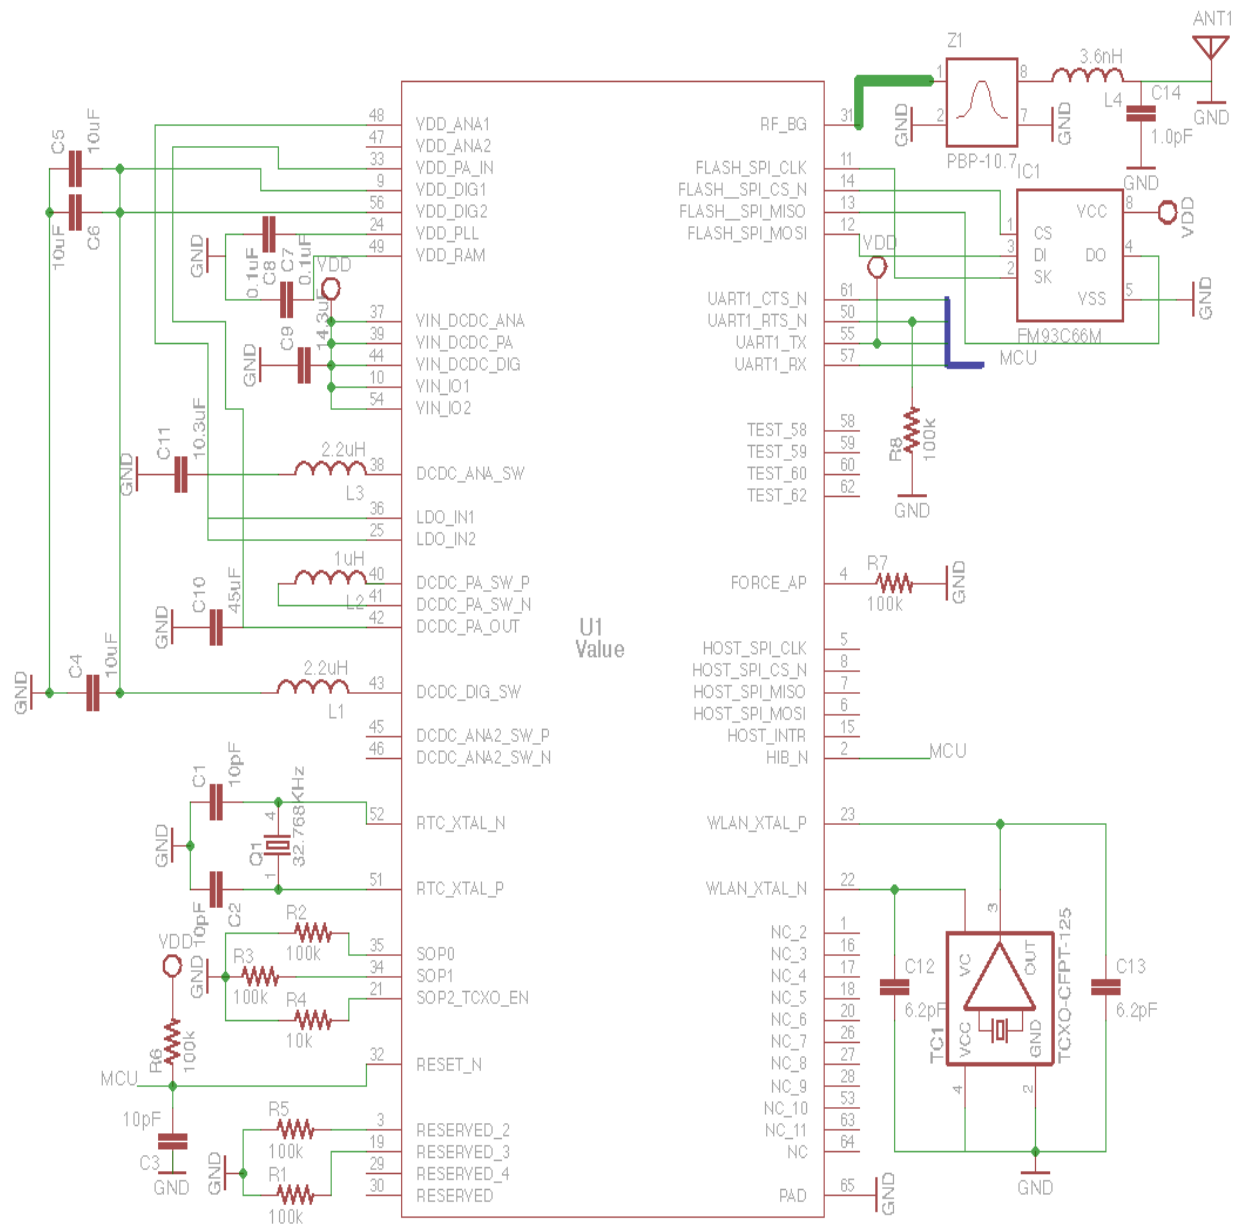 ANT1
Z1
3.6nH
1
8
L4
C14
1.0pF
GND
GND
2
7
GND
GND
PBP-10.7
IC1
C5
10uF
C6
10uF
48
VDD_ANA1
47
VDD_ANA2
33
VDD_PA_IN
9
VDD_DIG1
56
VDD_DIG2
24
VDD_PLL
49
VDD_RAM
GND
0.1uF
C8
C7
0.1uF
VDD
C9
14.3uF
GND
37
VIN_DCDC_ANA
39
VIN_DCDC_PA
44
VIN_DCDC_DIG
10
VIN_IO1
54
VIN_IO2
C11
10.3uF
GND
2.2uH
L3
38
DCDC_ANA_SW
36
LDO_IN1
25
LDO_IN2
1uH
L2
40
DCDC_PA_SW_P
41
DCDC_PA_SW_N
42
DCDC_PA_OUT
C10
45uF
GND
C4
10uF
GND
2.2uH
L1
43
DCDC_DIG_SW
45
DCDC_ANA2_SW_P
46
DCDC_ANA2_SW_N
C1
10pF
GND
C2
10pF
Q1
32.768KHz
4
1
52
RTC_XTAL_N
51
RTC_XTAL_P
R2
100k
R3
100k
R4
10k
GND
35
SOP0
34
SOP1
21
SOP2_TCXO_EN
VDD
R6
100k
MCU
32
RESET_N
10pF
C3
GND
R5
100k
R1
100k
GND
3
RESERVED_2
19
RESERVED_3
29
RESERVED_4
30
RESERVED
U1
Value
RF_BG
31
FLASH_SPI_CLK
11
FLASH_SPI_CS_N
14
FLASH__SPI_MISO
13
FLASH_SPI_MOSI
12
VDD
1
CS
3
DI
2
SK
VCC
8
VDD
DO
4
VSS
5
GND
FM93C66M
UART1_CTS_N
61
UART1_RTS_N
50
UART1_TX
55
UART1_RX
57
MCU
R8
100k
GND
TEST_58
58
TEST_59
59
TEST_60
60
TEST_62
62
FORCE_AP
4
R7
100k
GND
HOST_SPI_CLK
5
HOST_SPI_CS_N
8
HOST_SPI_MISO
7
HOST_SPI_MOSI
6
HOST_INTR
15
HIB_N
2
MCU
WLAN_XTAL_P
23
WLAN_XTAL_N
22
NC_2
1
NC_3
16
NC_4
17
NC_5
18
NC_6
20
NC_7
26
NC_8
27
NC_9
28
NC_10
53
NC_11
63
NC
64
PAD
65
GND
C12
6.2pF
3
VC
OUT
VCC
GND
4
2
TC1
TCXO-CFPT-125
C13
6.2pF
GND